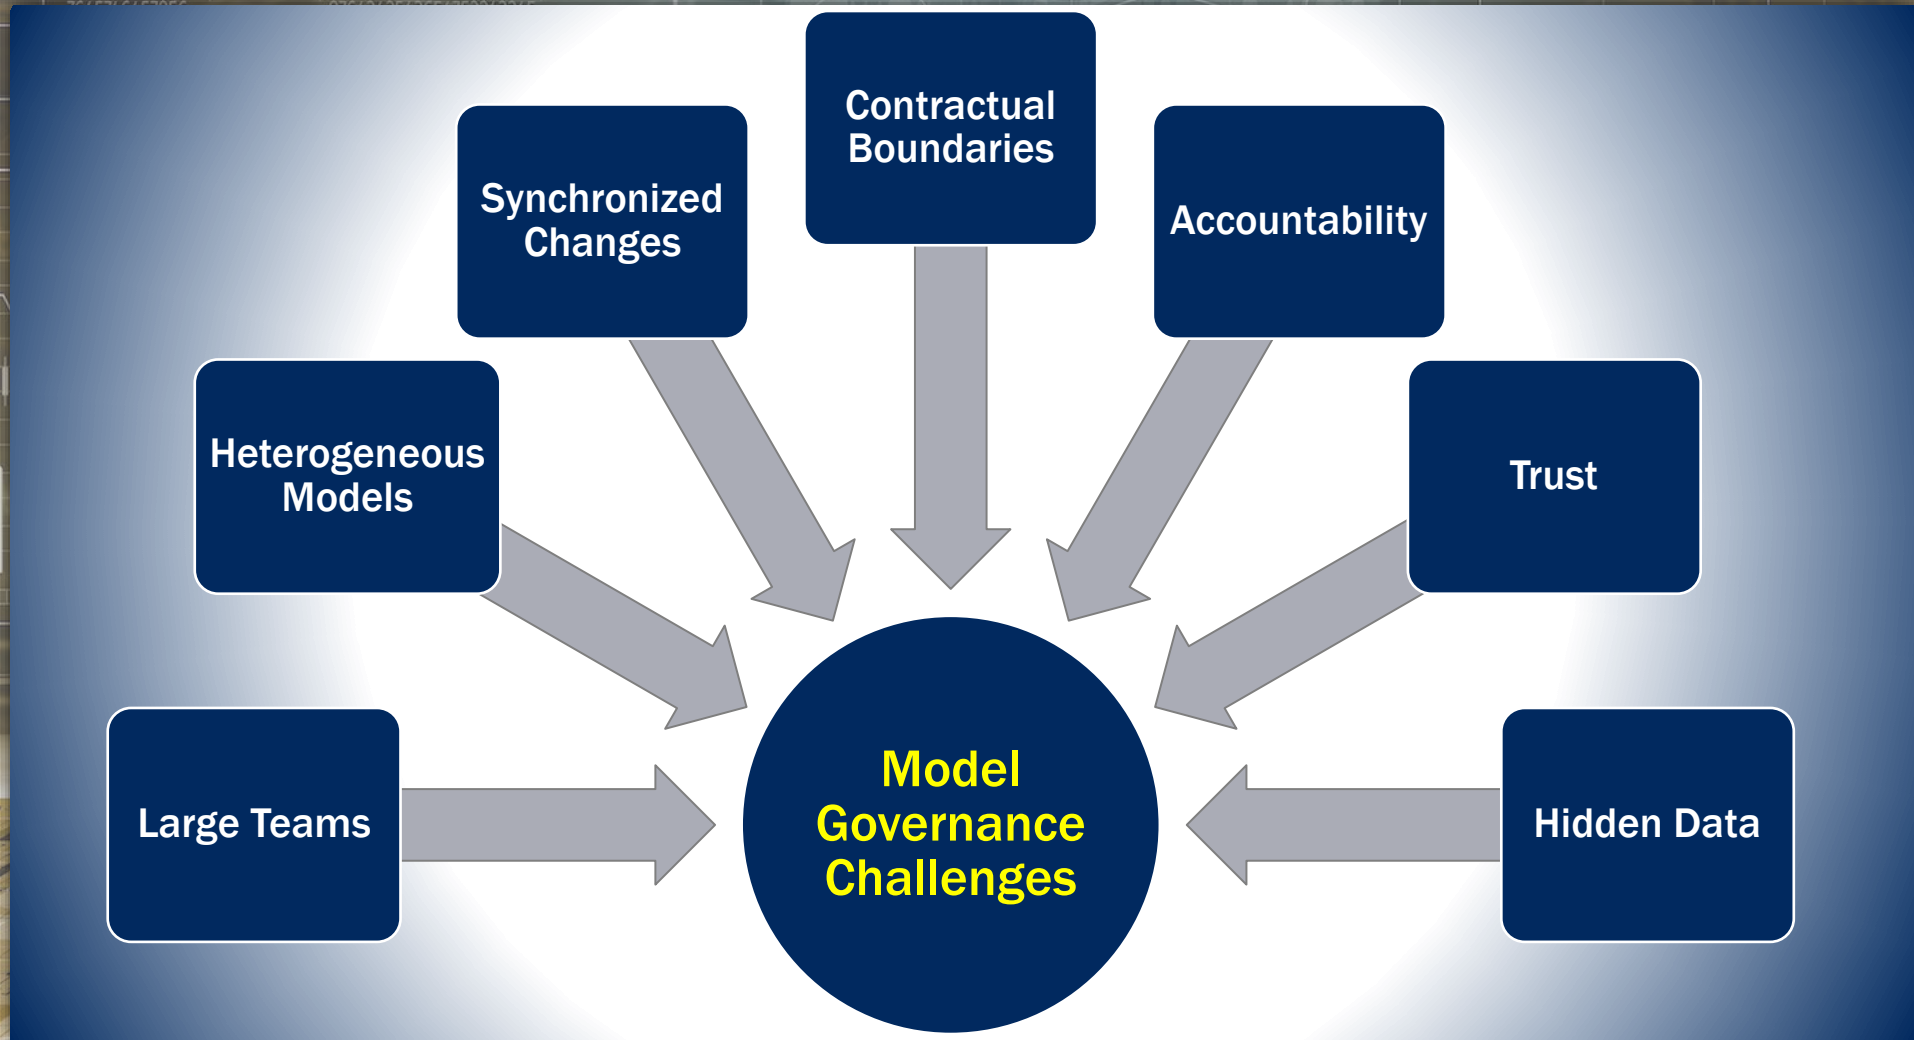 Contractual
Boundaries
Synchronized
Changes
Accountability
Heterogeneous
Models
Trust
Large Teams
Model
Governance
Challenges
Hidden Data